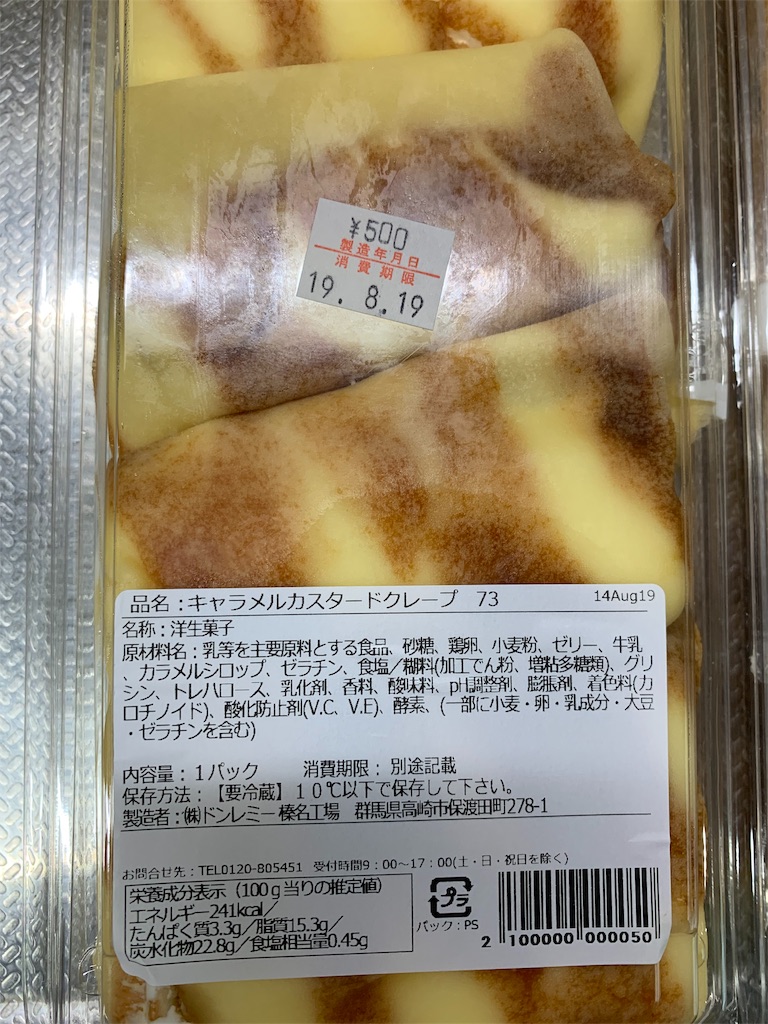 ¥500
製造年月日
消費期限
19. 8.19
品名：キャラメルカスタードクレープ 73 14Aug19
名称：洋生菓子
原材料名：乳等を主要原料とする食品、砂糖、鶏卵、小麦粉、ゼリー、牛乳
、カラメルシロップ、ゼラチン、食塩／糊料(加工でん粉、増粘多糖類)、グリ
シン、トレハロース、乳化剤、香料、酸味料、pH調整剤、膨脹剤、着色料(カ
ロチノイド)、酸化防止剤(V.C、V.E)、酵素、(一部に小麦・卵・乳成分・大豆
・ゼラチンを含む)
内容量：1パック 消費期限：別途記載
保存方法：【要冷蔵】１０℃以下で保存して下さい。
製造者：㈱ドンレミー 榛名工場 群馬県高崎市保渡田町278-1
お問合せ先：TEL0120-805451 受付時間9：00～17：00(土・日・祝日を除く)
栄養成分表示（100ｇ当りの推定値）
エネルギー241kcal／
たんぱく質3.3g／脂質15.3g／
炭水化物22.8g／食塩相当量0.45g
プラ
パック：PS
2 100000 000050